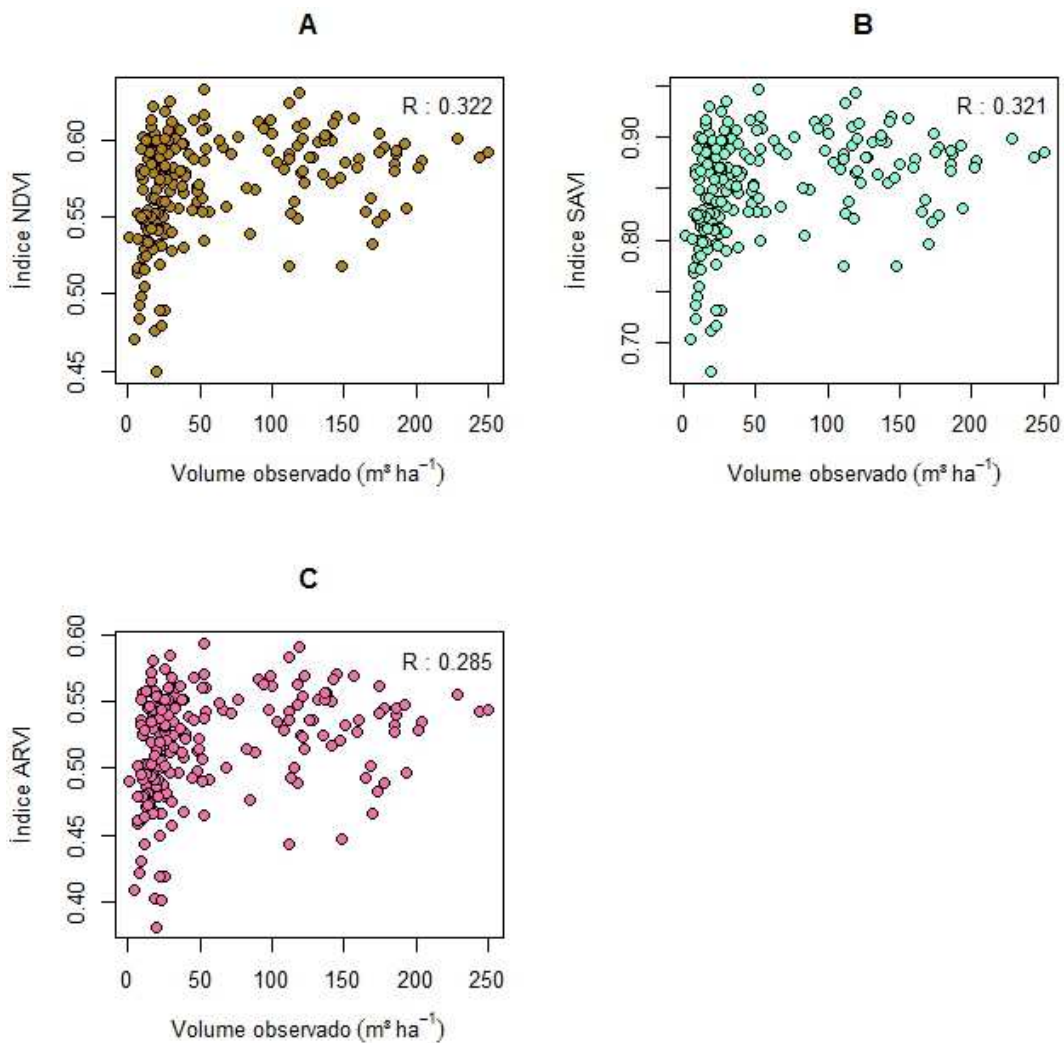 A
R : 0.322
Índice NDVI
0.60
0.55
0.50
0.45
0 50 100 150 200 250
Volume observado (m³ ha⁻¹)
B
R : 0.321
Índice SAVI
0.90
0.80
0.70
0 50 100 150 200 250
Volume observado (m³ ha⁻¹)
C
R : 0.285
Índice ARVI
0.60
0.55
0.50
0.45
0.40
0 50 100 150 200 250
Volume observado (m³ ha⁻¹)